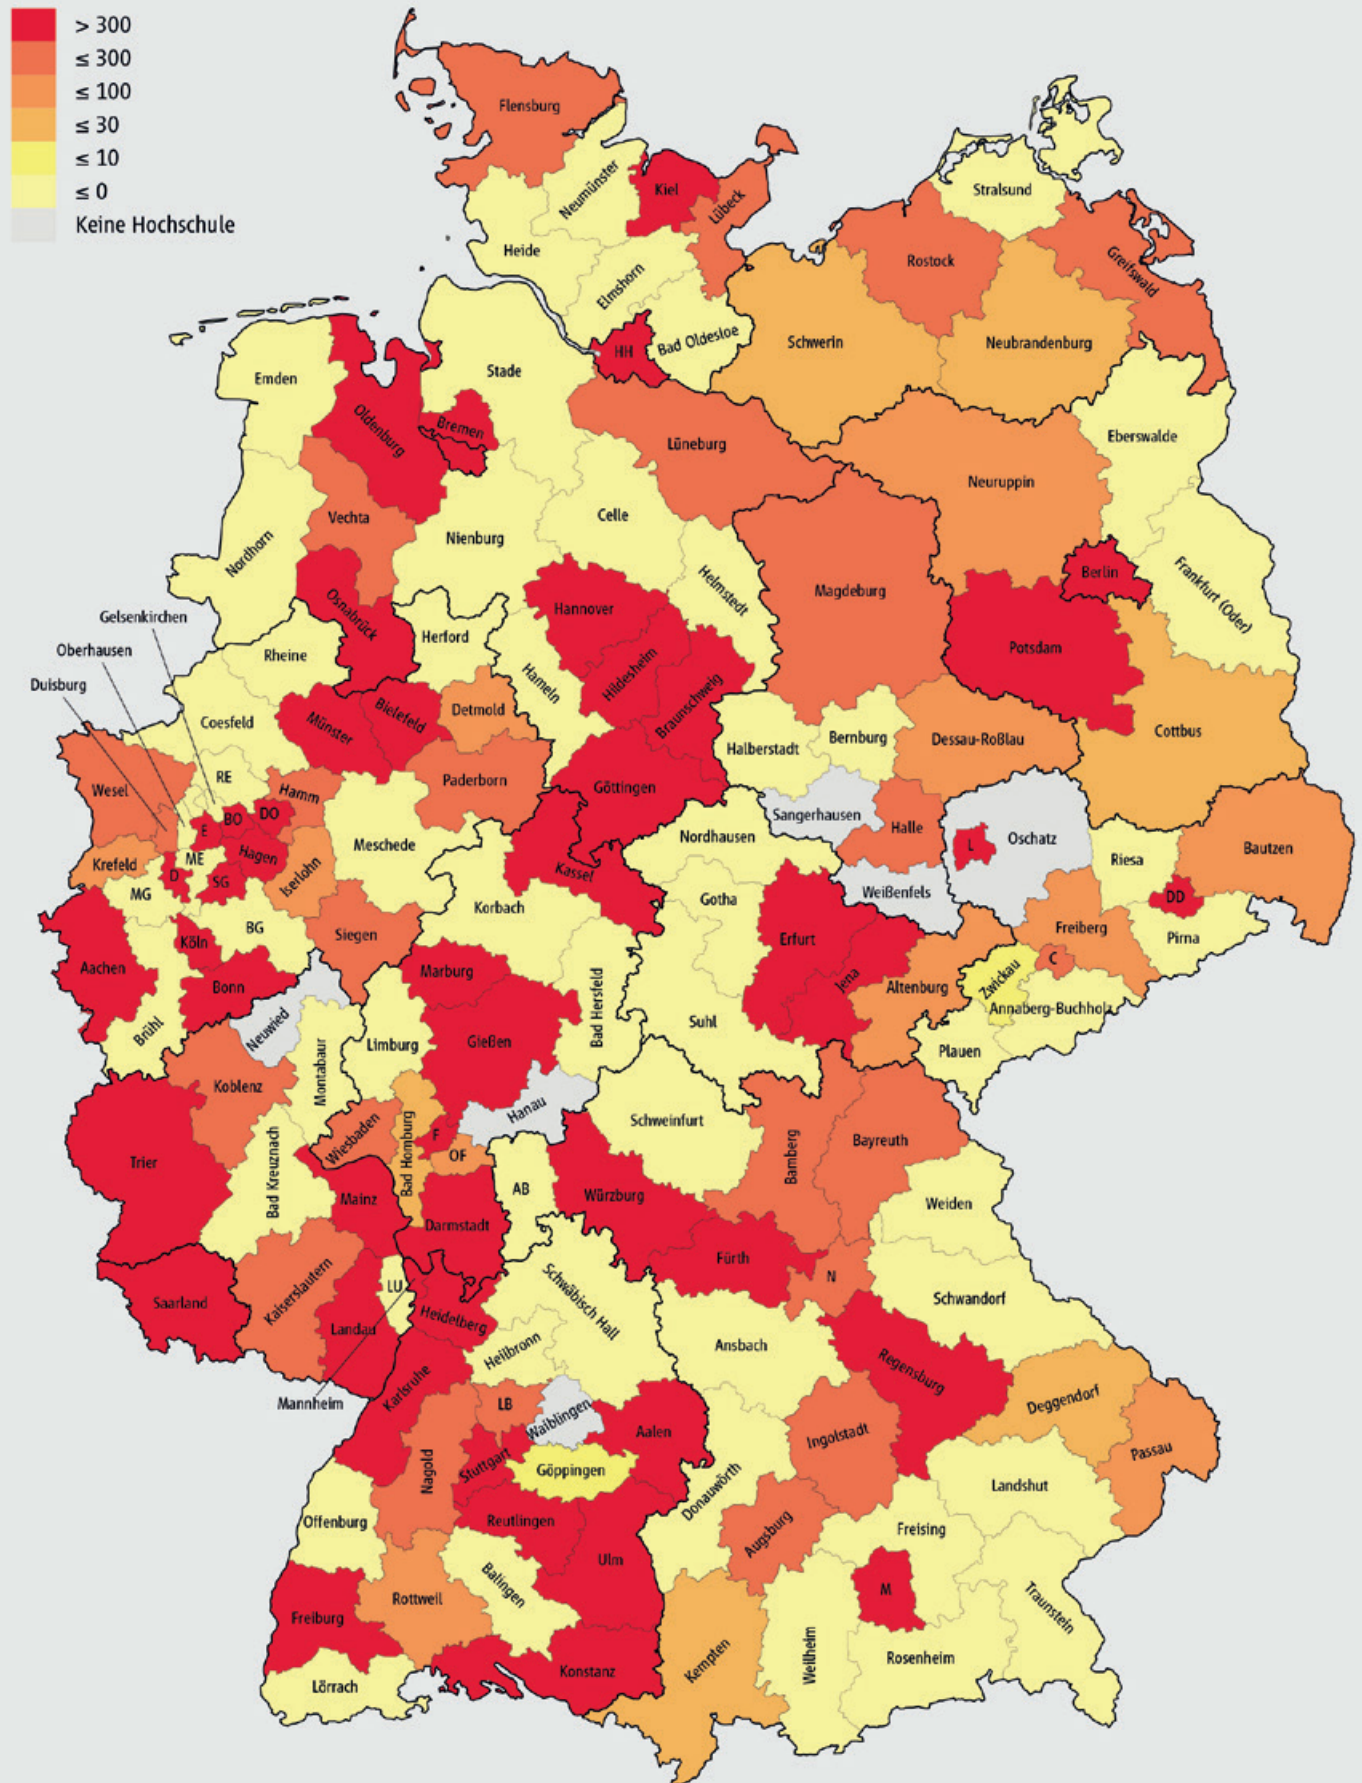 > 300
≤ 300
≤ 100
≤ 30
≤ 10
≤ 0
Keine Hochschule
Flensburg
Neumünster
Kiel
Lübeck
Stralsund
Heide
Rostock
Greifswald
Elmshorn
Schwerin
Neubrandenburg
HH
Bad Oldesloe
Emden
Stade
Oldenburg
Bremen
Lüneburg
Eberswalde
Neuruppin
Vechta
Celle
Nienburg
Nordhorn
Helmstedt
Magdeburg
Berlin
Frankfurt (Oder)
Hannover
Osnabrück
Gelsenkirchen
Herford
Oberhausen
Rheine
Potsdam
Hildesheim
Duisburg
Hameln
Braunschweig
Coesfeld
Münster
Bielefeld
Detmold
Halberstadt
Bernburg
Dessau-Roßlau
Cottbus
Wesel
RE
Hamm
Paderborn
Göttingen
Sangerhausen
BO
DO
E
Halle
L
Oschatz
Nordhausen
Meschede
Bautzen
Krefeld
ME
Hagen
Iserlohn
Riesa
D
SG
Kassel
Weißenfels
MG
Gotha
DD
Korbach
BG
Köln
Siegen
Erfurt
Freiberg
Pirna
Aachen
Marburg
C
Bonn
Jena
Altenburg
Zwickau
Bad Hersfeld
Annaberg-Buchholz
Brühl
Neuwied
Suhl
Limburg
Gießen
Plauen
Montabaur
Koblenz
Hanau
Schweinfurt
Wiesbaden
F
Bad Homburg
OF
Bamberg
Bayreuth
Trier
Bad Kreuznach
Mainz
AB
Würzburg
Weiden
Darmstadt
Fürth
N
Saarland
Kaiserslautern
LU
Schwäbisch Hall
Schwandorf
Landau
Heidelberg
Heilbronn
Ansbach
Regensburg
Karlsruhe
Mannheim
LB
Waiblingen
Deggendorf
Aalen
Ingolstadt
Passau
Stuttgart
Göppingen
Nagold
Donauwörth
Landshut
Offenburg
Reutlingen
Augsburg
Freising
Ulm
Rottweil
Balingen
M
Traunstein
Freiburg
Konstanz
Kempten
Weilheim
Rosenheim
Lörrach